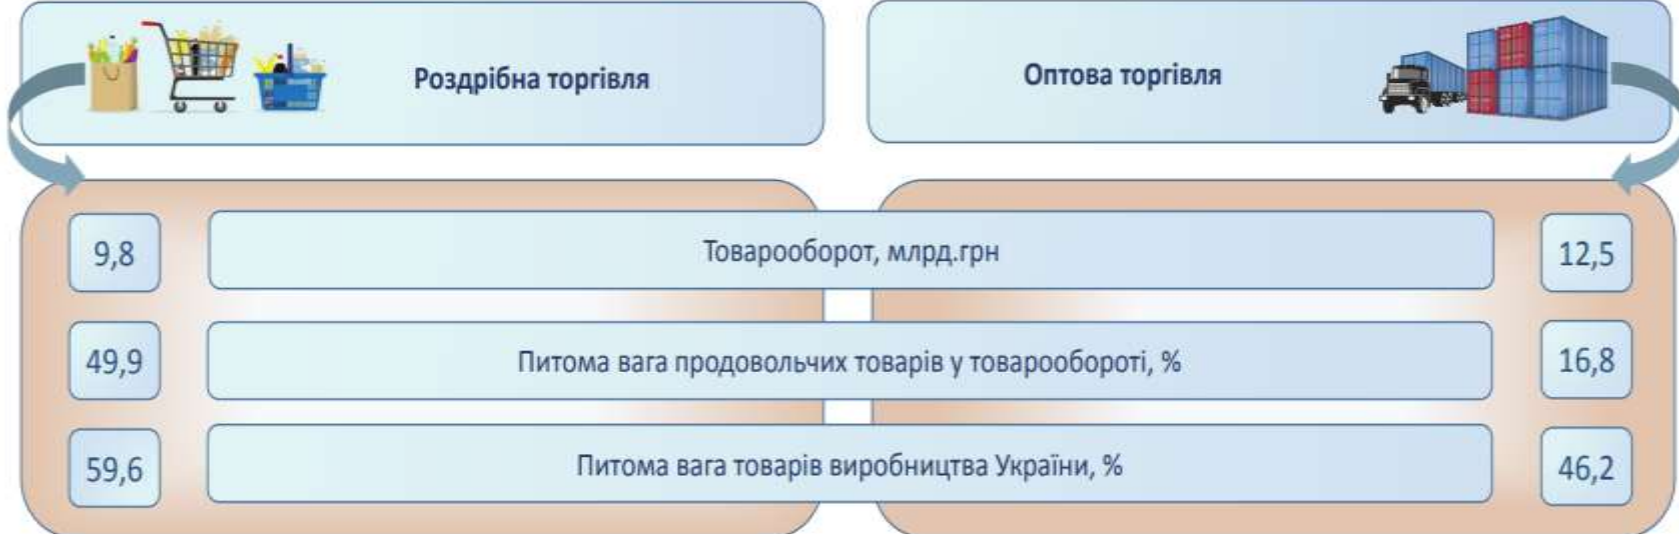 Роздрібна торгівля
Оптова торгівля
9,8 Товарооборот, млрд.грн 12,5
49,9 Питома вага продовольчих товарів у товарообороті, % 16,8
59,6 Питома вага товарів виробництва України, % 46,2